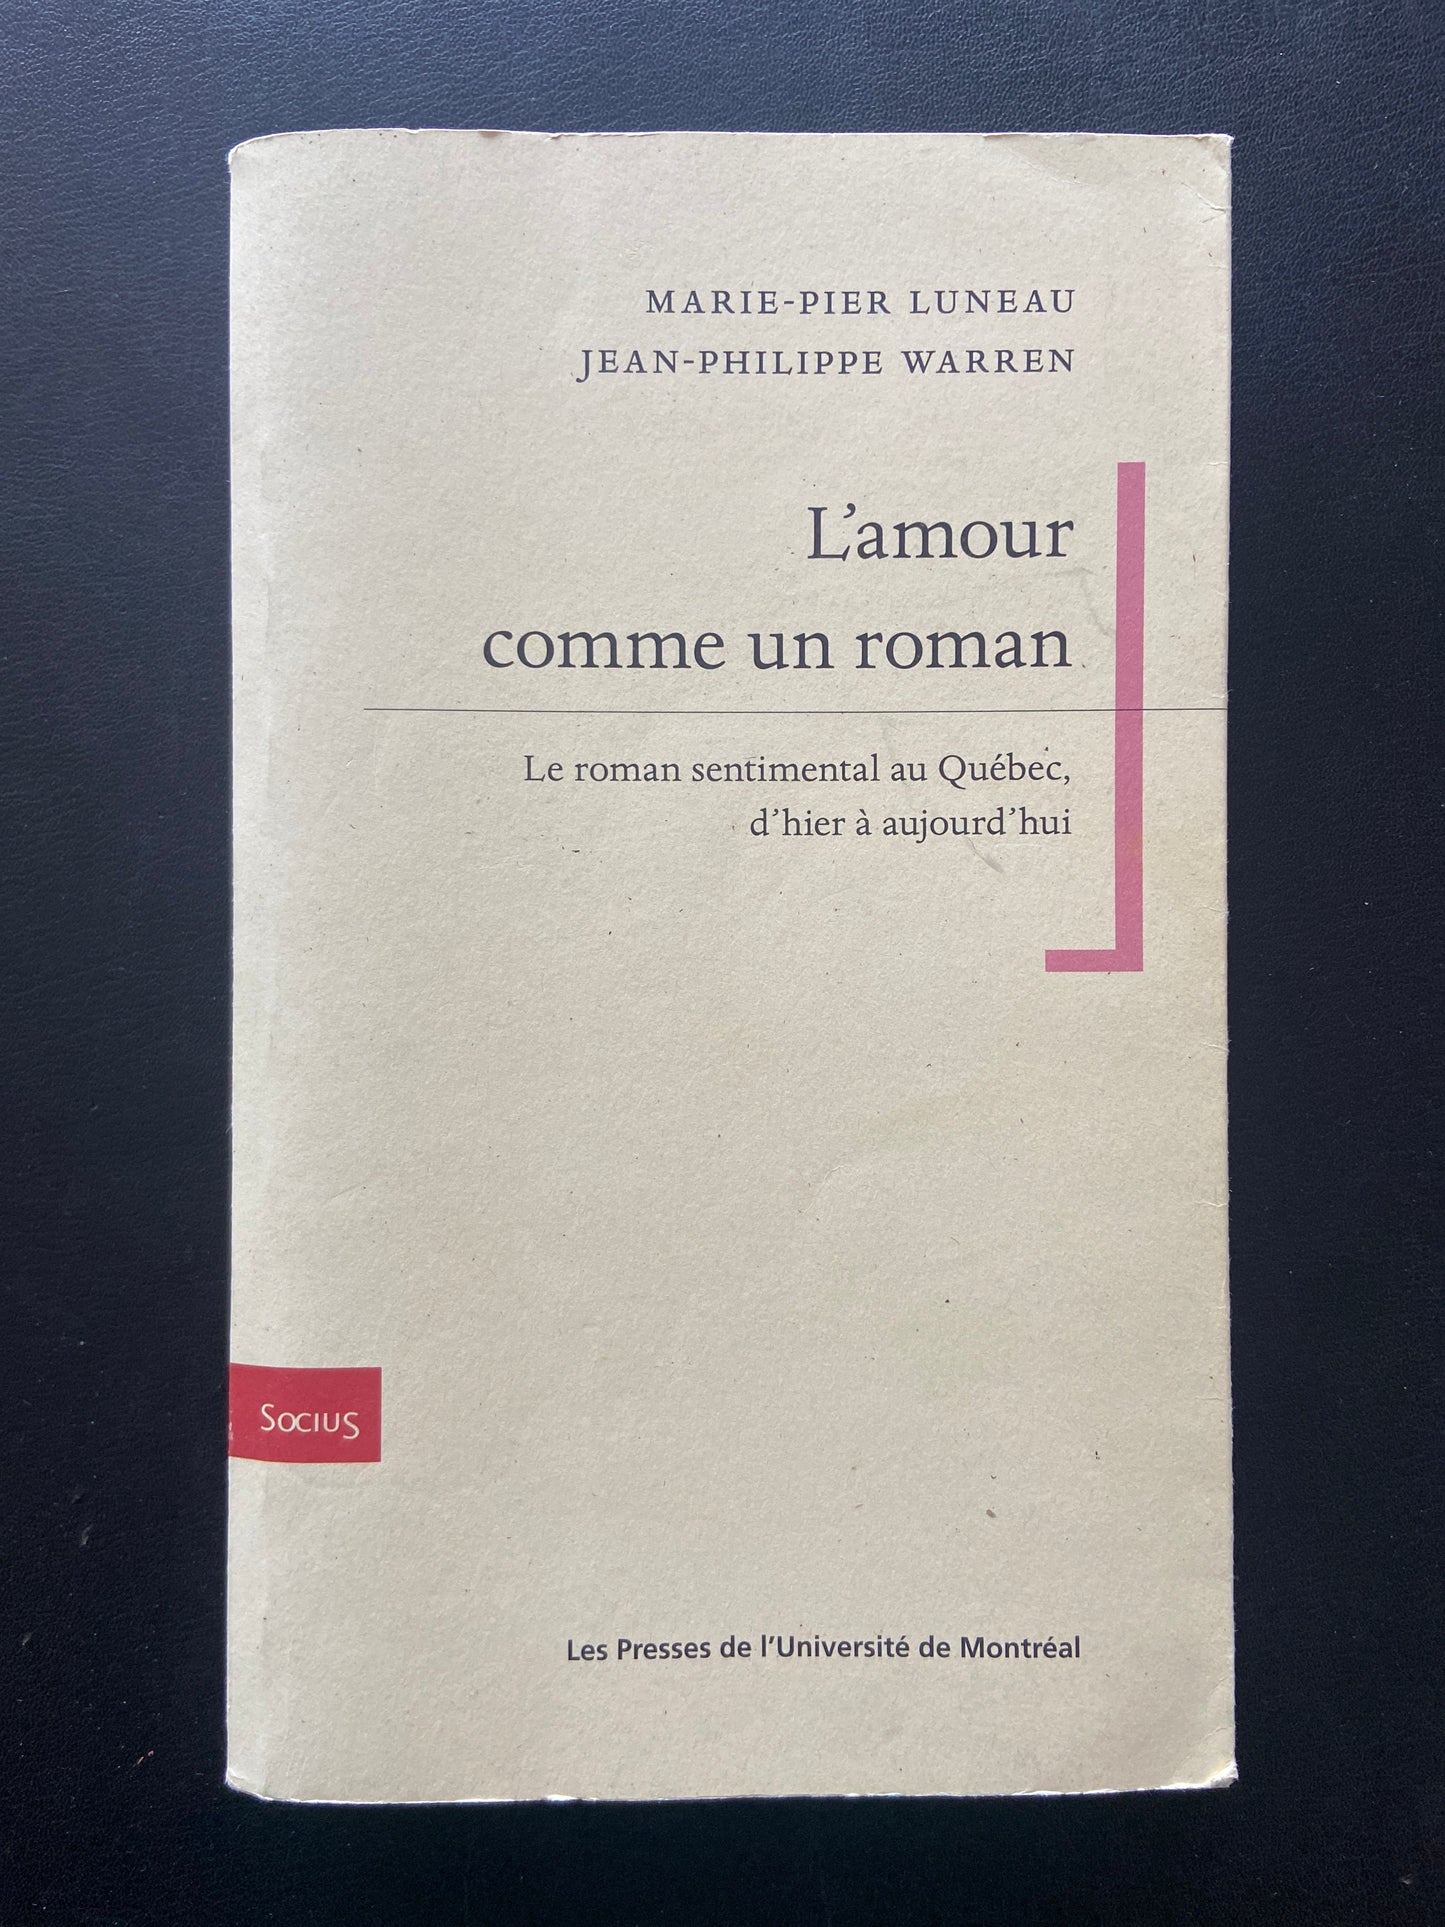 MARIE-PIER LUNEAU
JEAN-PHILIPPE WARREN
L'amour
comme un roman
Le roman sentimental au Québec,
d'hier à aujourd'hui
SOCIUS
Les Presses de l'Université de Montréal